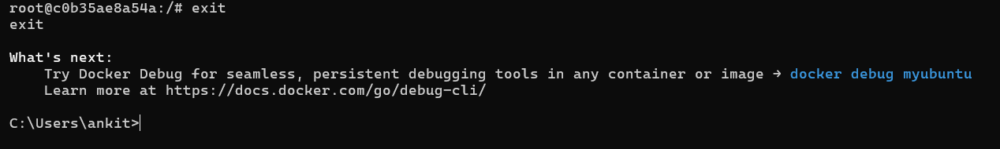 root@c0b35ae8a54a:/# exit
exit
What's next:
Try Docker Debug for seamless, persistent debugging tools in any container or image → docker debug myubuntu
Learn more at https://docs.docker.com/go/debug-cli/
C:\Users\ankit>